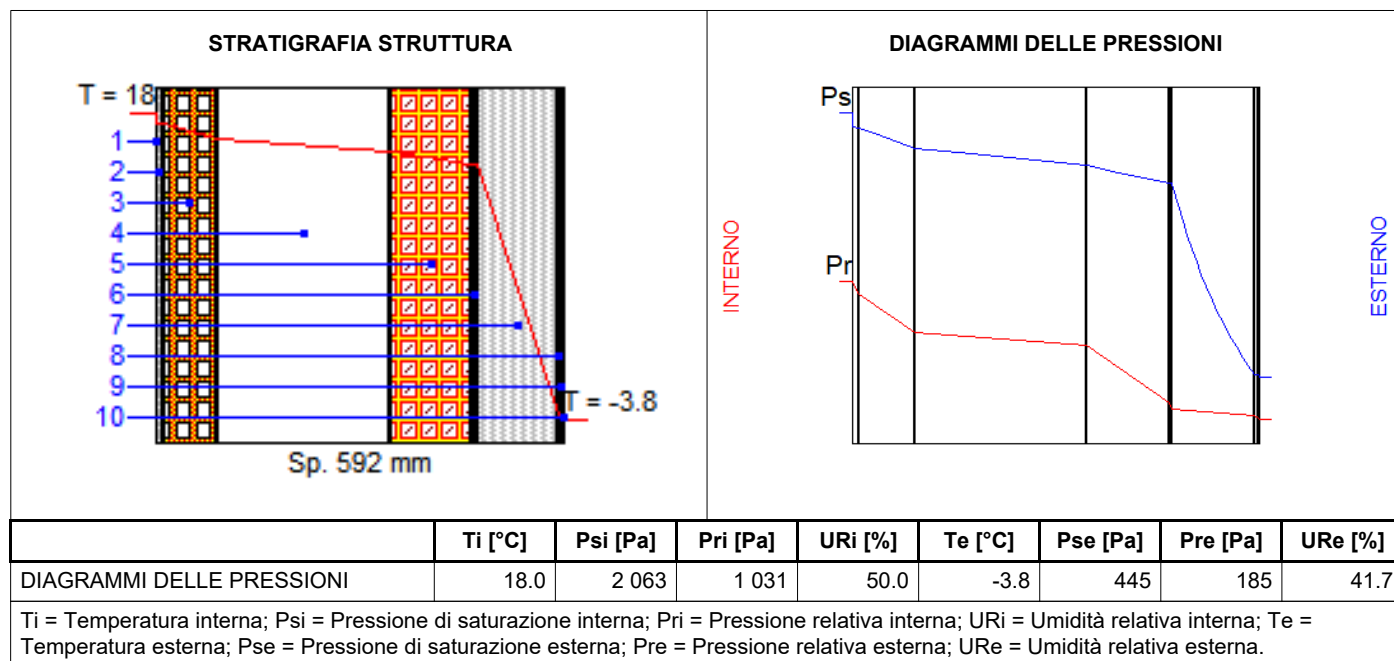 STRATIGRAFIA STRUTTURA
T = 18
1
2
3
4
5
6
7
8
9
10
T = -3.8
Sp. 592 mm
DIAGRAMMI DELLE PRESSIONI
Ps
Pr
INTERNO
ESTERNO
Ti [°C] Psi [Pa] Pri [Pa] URi [%] Te [°C] Pse [Pa] Pre [Pa] URe [%]
DIAGRAMMI DELLE PRESSIONI 18.0 2 063 1 031 50.0 -3.8 445 185 41.7
Ti = Temperatura interna; Psi = Pressione di saturazione interna; Pri = Pressione relativa interna; URi = Umidità relativa interna; Te =
Temperatura esterna; Pse = Pressione di saturazione esterna; Pre = Pressione relativa esterna; URe = Umidità relativa esterna.